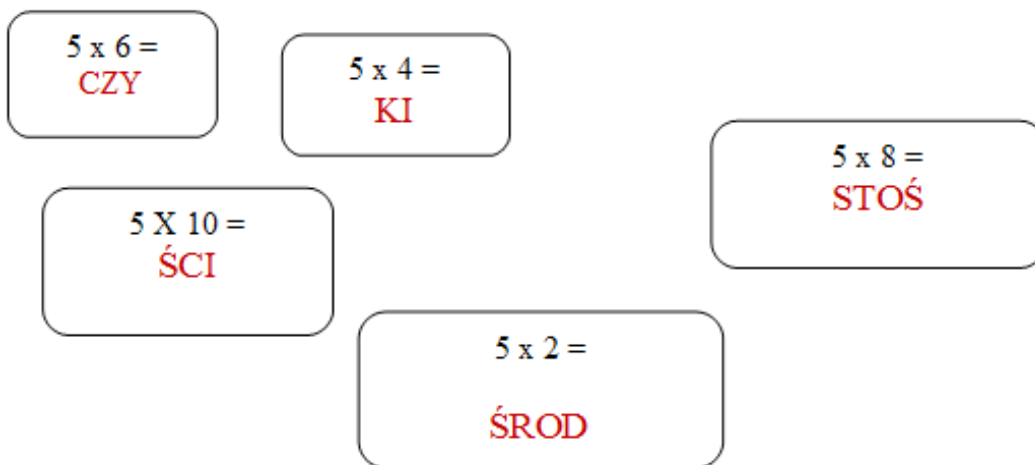 5 x 6 =
CZY
5 x 4 =
KI
5 x 8 =
STOŚ
5 X 10 =
ŚCI
5 x 2 =
ŚROD